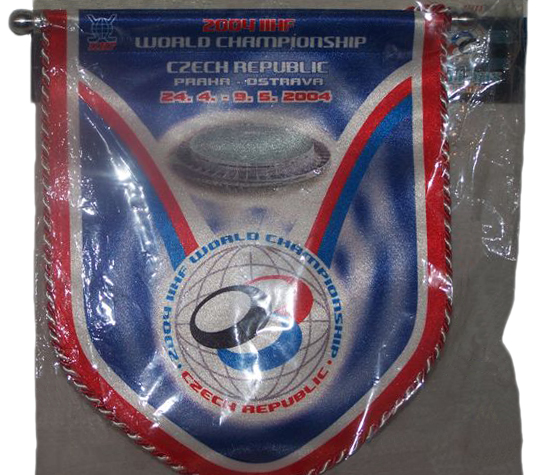 2004 IIHF
WORLD CHAMPIONSHIP
CZECH REPUBLIC
PRAHA - OSTRAVA
24. 4. - 9. 5. 2004
• 2004 IIHF WORLD CHAMPIONSHIP •
CZECH REPUBLIC